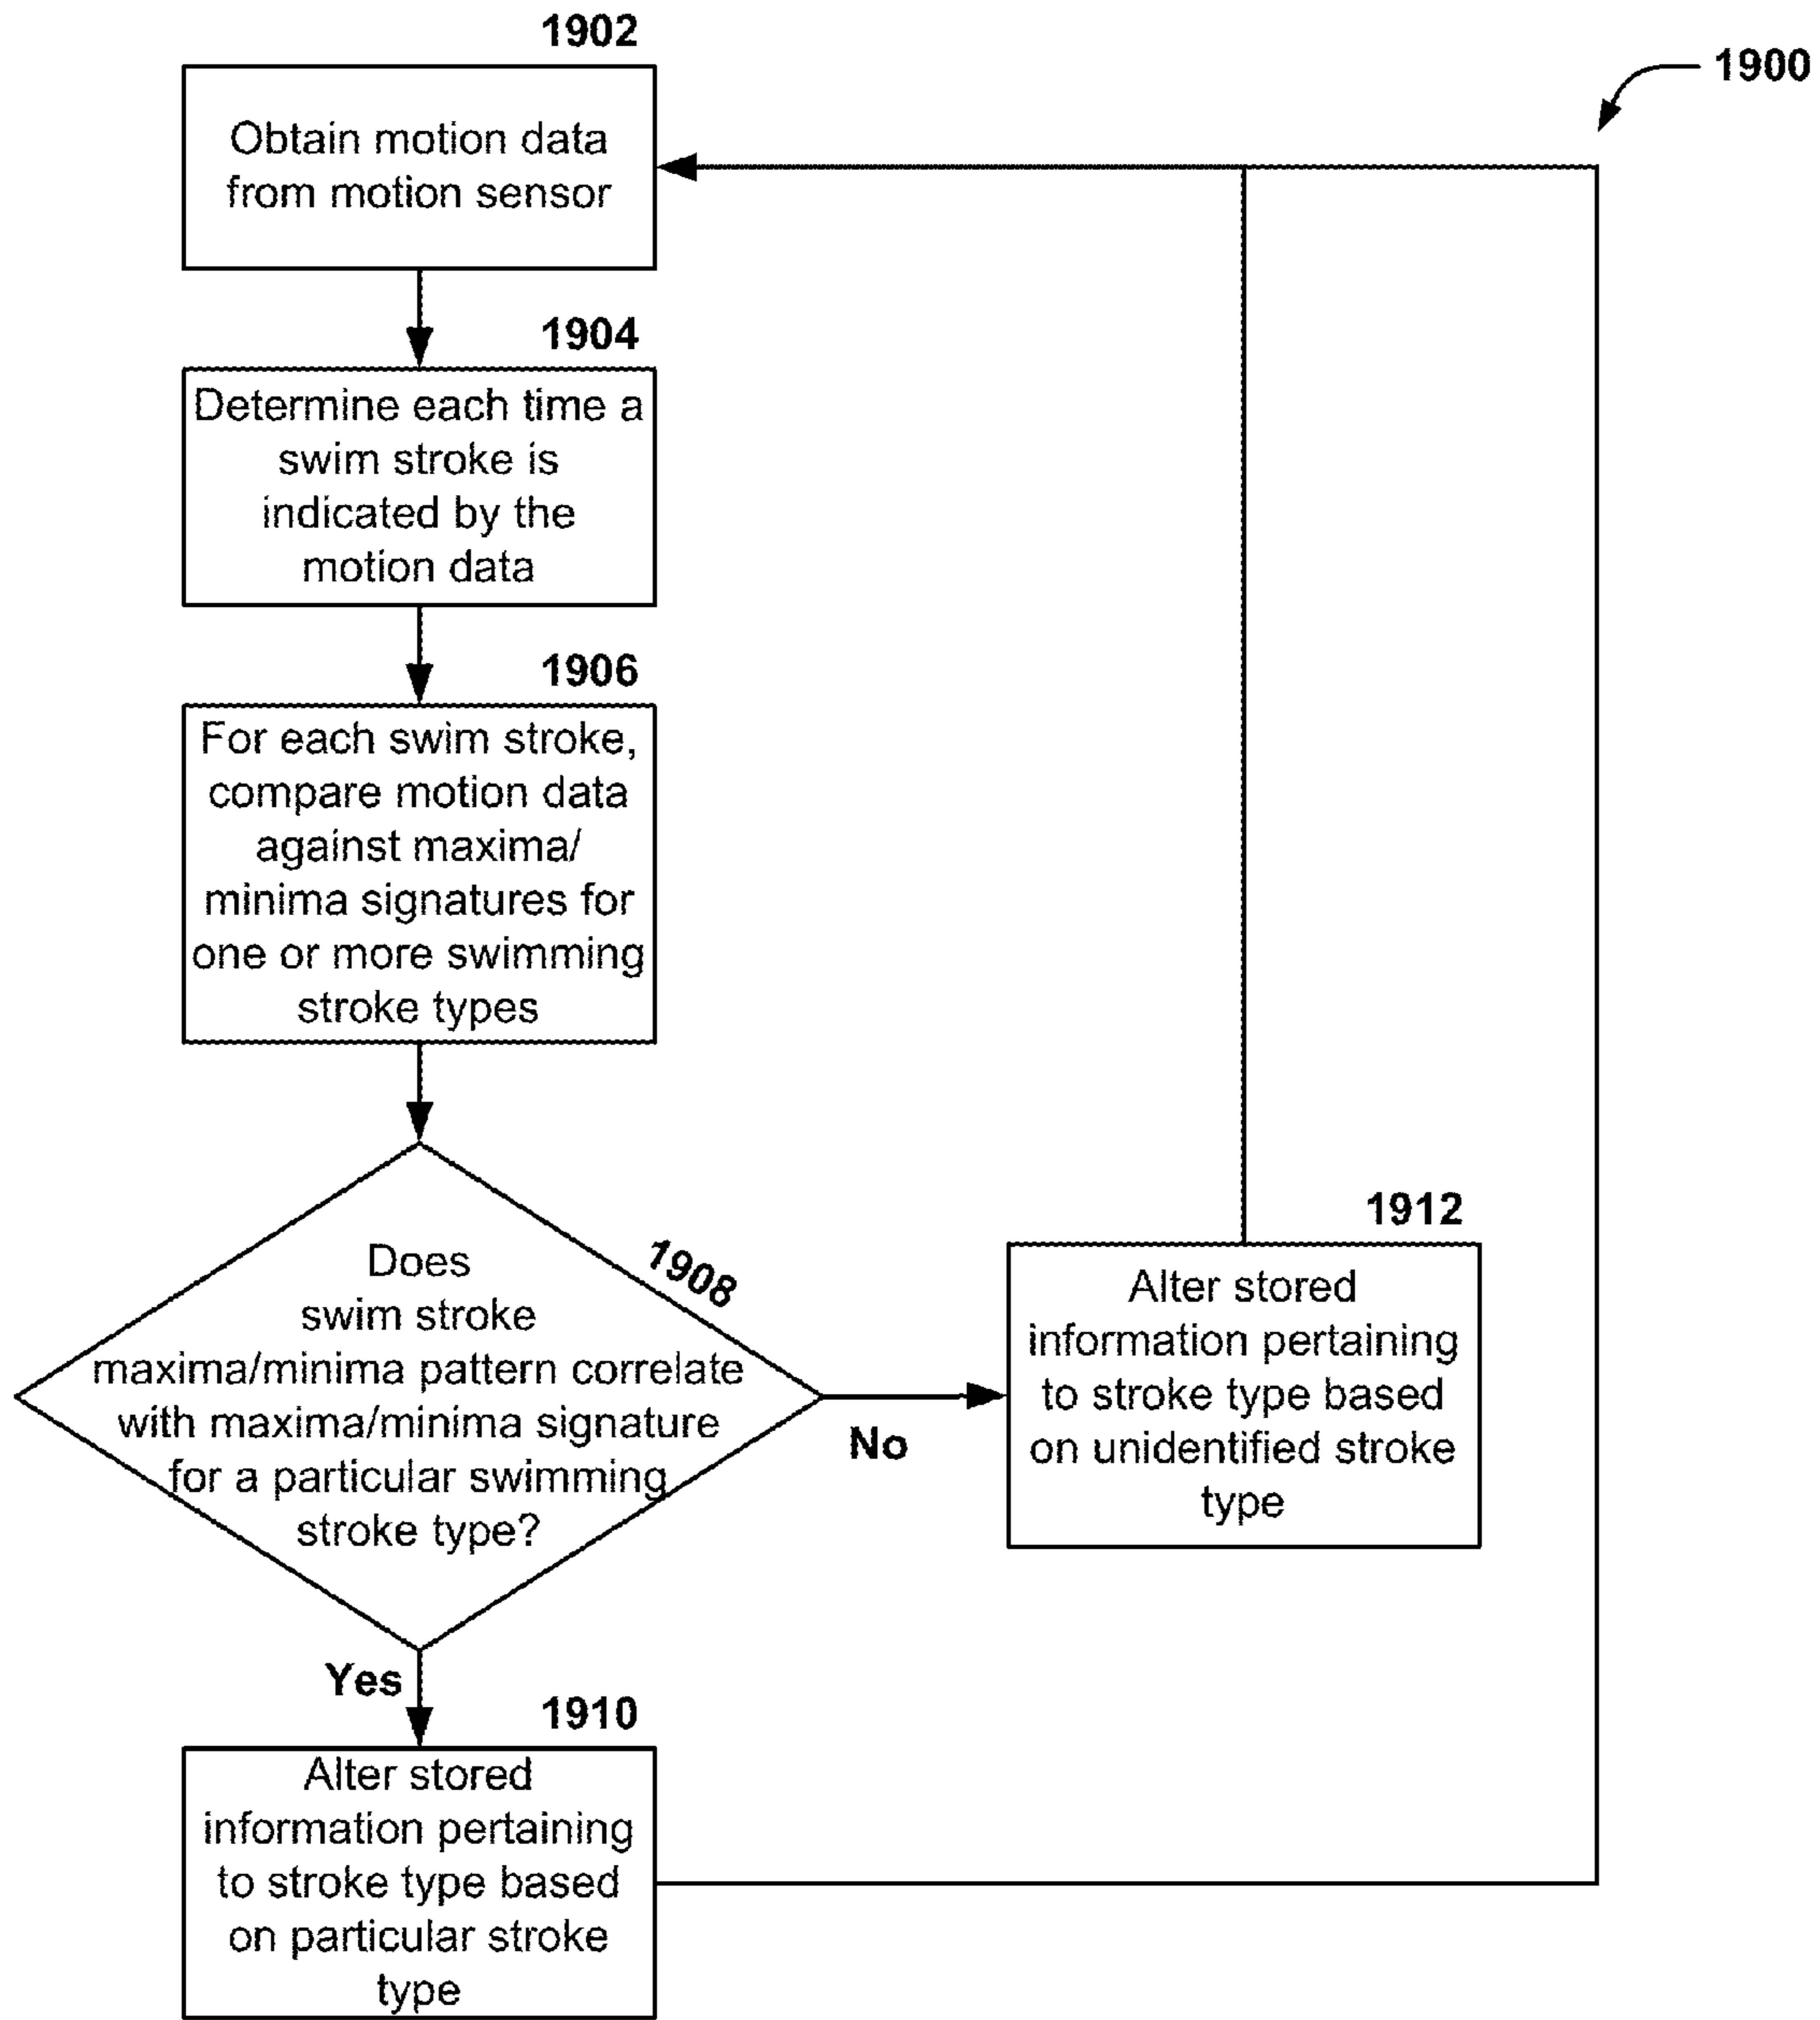 1902
1900
Obtain motion data
from motion sensor
1904
Determine each time a
swim stroke is
indicated by the
motion data
1906
For each swim stroke,
compare motion data
against maxima/
minima signatures for
one or more swimming
stroke types
1908
Does
swim stroke
maxima/minima pattern correlate
with maxima/minima signature
for a particular swimming
stroke type?
No
1912
Alter stored
information pertaining
to stroke type based
on unidentified stroke
type
Yes
1910
Alter stored
information pertaining
to stroke type based
on particular stroke
type